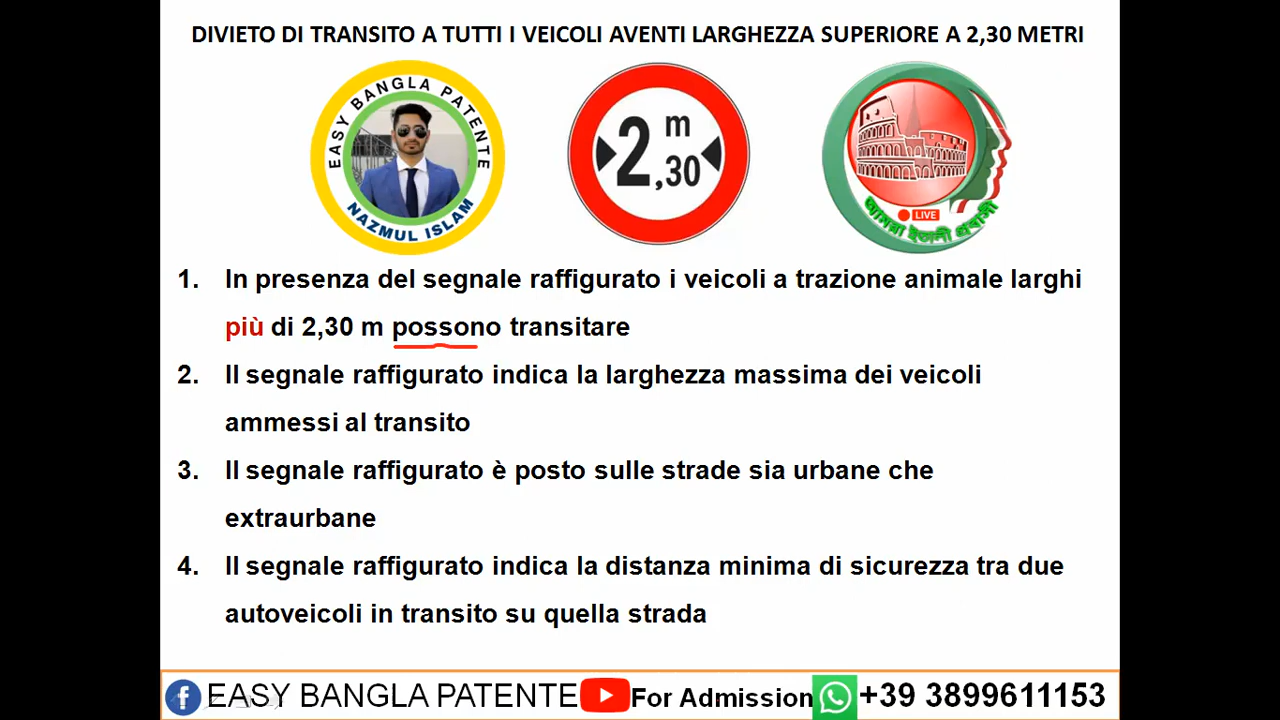 DIVIETO DI TRANSITO A TUTTI I VEICOLI AVENTI LARGHEZZA SUPERIORE A 2,30 METRI
EASY BANGLA PATENTE
NAZMUL ISLAM
2,30 m
LIVE
আমরা ইতালী প্রবাসী
1. In presenza del segnale raffigurato i veicoli a trazione animale larghi
più di 2,30 m possono transitare
2. Il segnale raffigurato indica la larghezza massima dei veicoli
ammessi al transito
3. Il segnale raffigurato è posto sulle strade sia urbane che
extraurbane
4. Il segnale raffigurato indica la distanza minima di sicurezza tra due
autoveicoli in transito su quella strada
EASY BANGLA PATENTE For Admission +39 3899611153